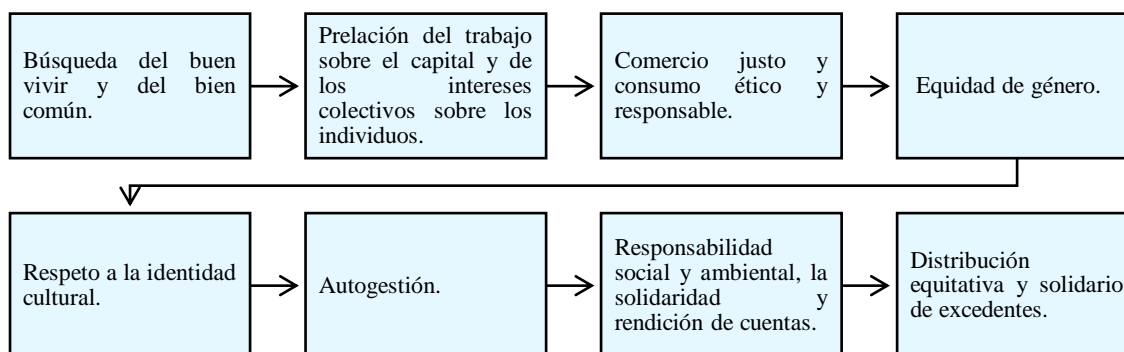 Búsqueda del buen
vivir y del bien
común.
Prelación del trabajo
sobre el capital y de
los intereses
colectivos sobre los
individuos.
Comercio justo y
consumo ético y
responsable.
Equidad de género.
Respeto a la identidad
cultural.
Autogestión.
Responsabilidad
social y ambiental, la
solidaridad y
rendición de cuentas.
Distribución
equitativa y solidario
de excedentes.